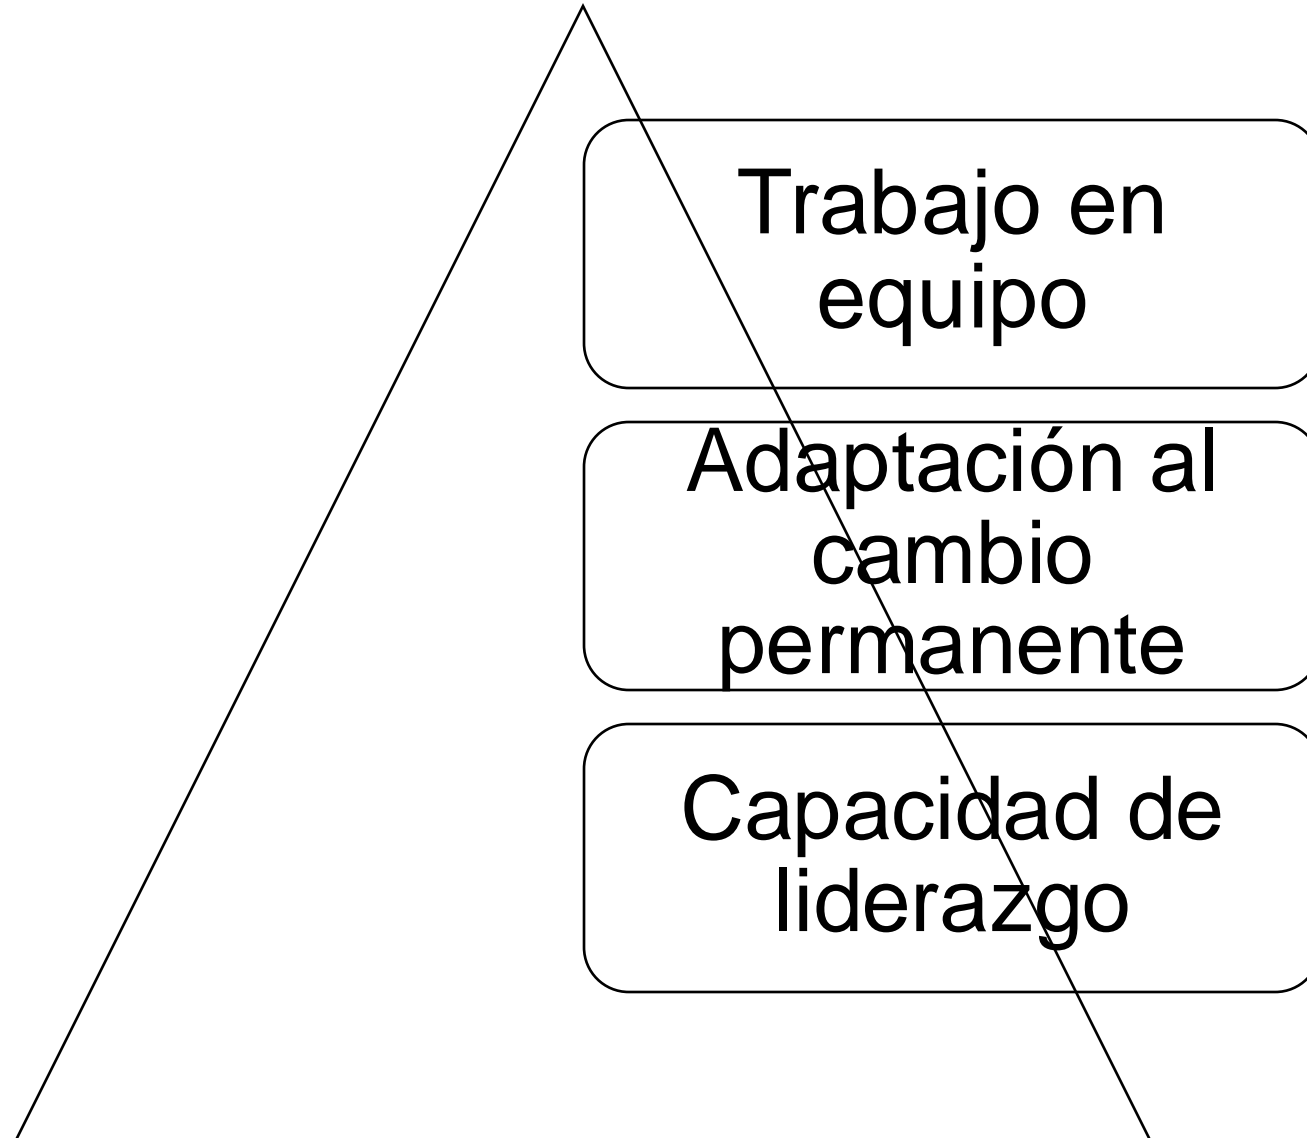 Trabajo en
equipo
Adaptación al
cambio
permanente
Capacidad de
liderazgo